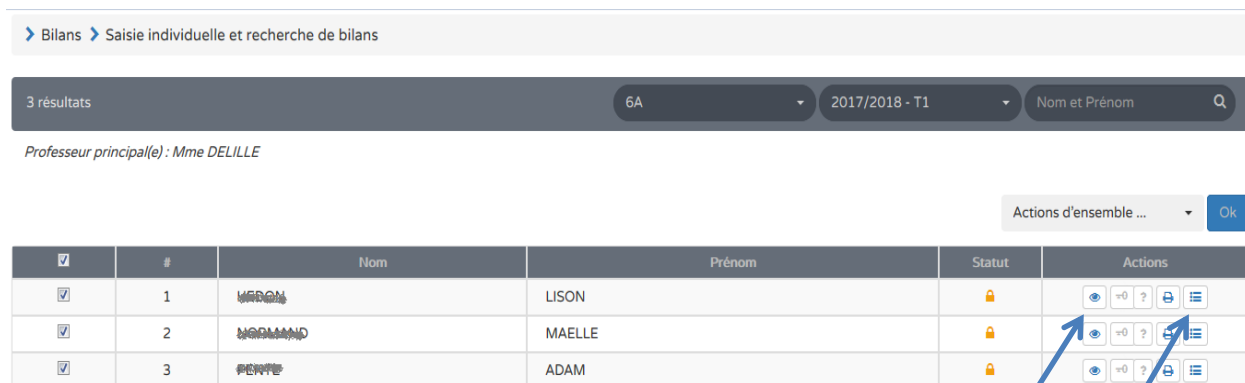 Bilans Saisie individuelle et recherche de bilans
3 résultats 6A 2017/2018 - T1 Nom et Prénom
Professeur principal(e) : Mme DELILLE
Actions d'ensemble ... Ok
# Nom Prénom Statut Actions
1 LISON ?
2 MAELLE ?
3 ADAM ?